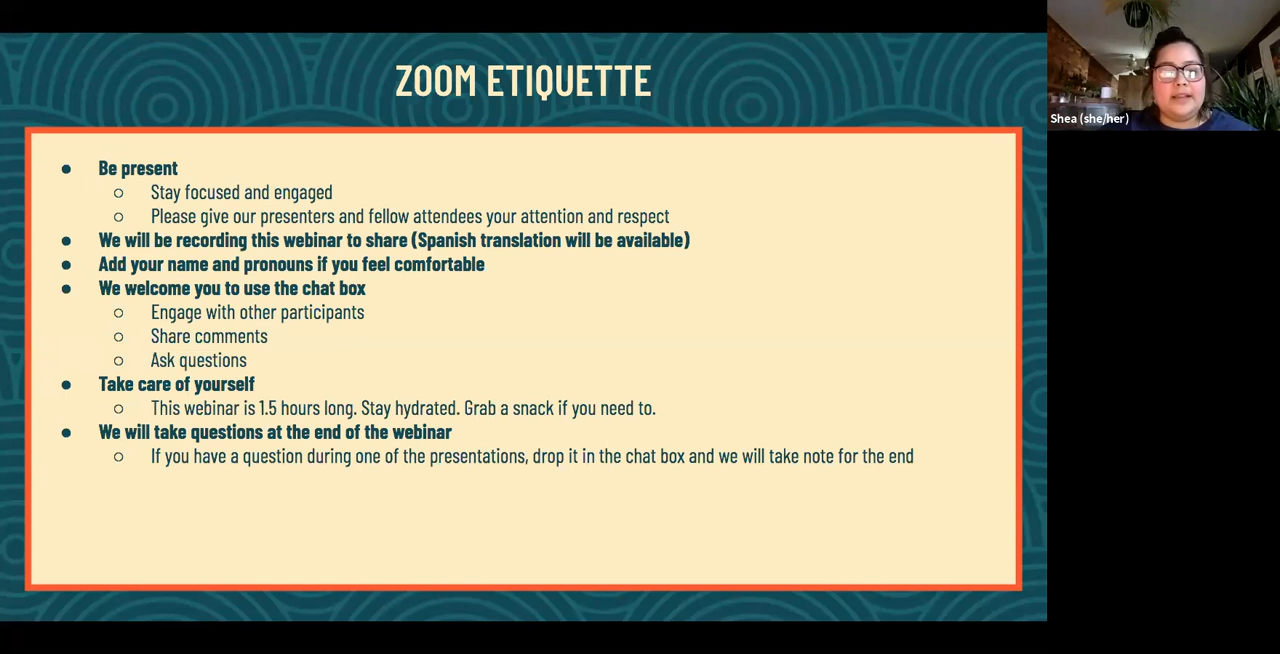 ZOOM ETIQUETTE
Shea (she/her)
● Be present
○ Stay focused and engaged
○ Please give our presenters and fellow attendees your attention and respect
● We will be recording this webinar to share (Spanish translation will be available)
● Add your name and pronouns if you feel comfortable
● We welcome you to use the chat box
○ Engage with other participants
○ Share comments
○ Ask questions
● Take care of yourself
○ This webinar is 1.5 hours long. Stay hydrated. Grab a snack if you need to.
● We will take questions at the end of the webinar
○ If you have a question during one of the presentations, drop it in the chat box and we will take note for the end